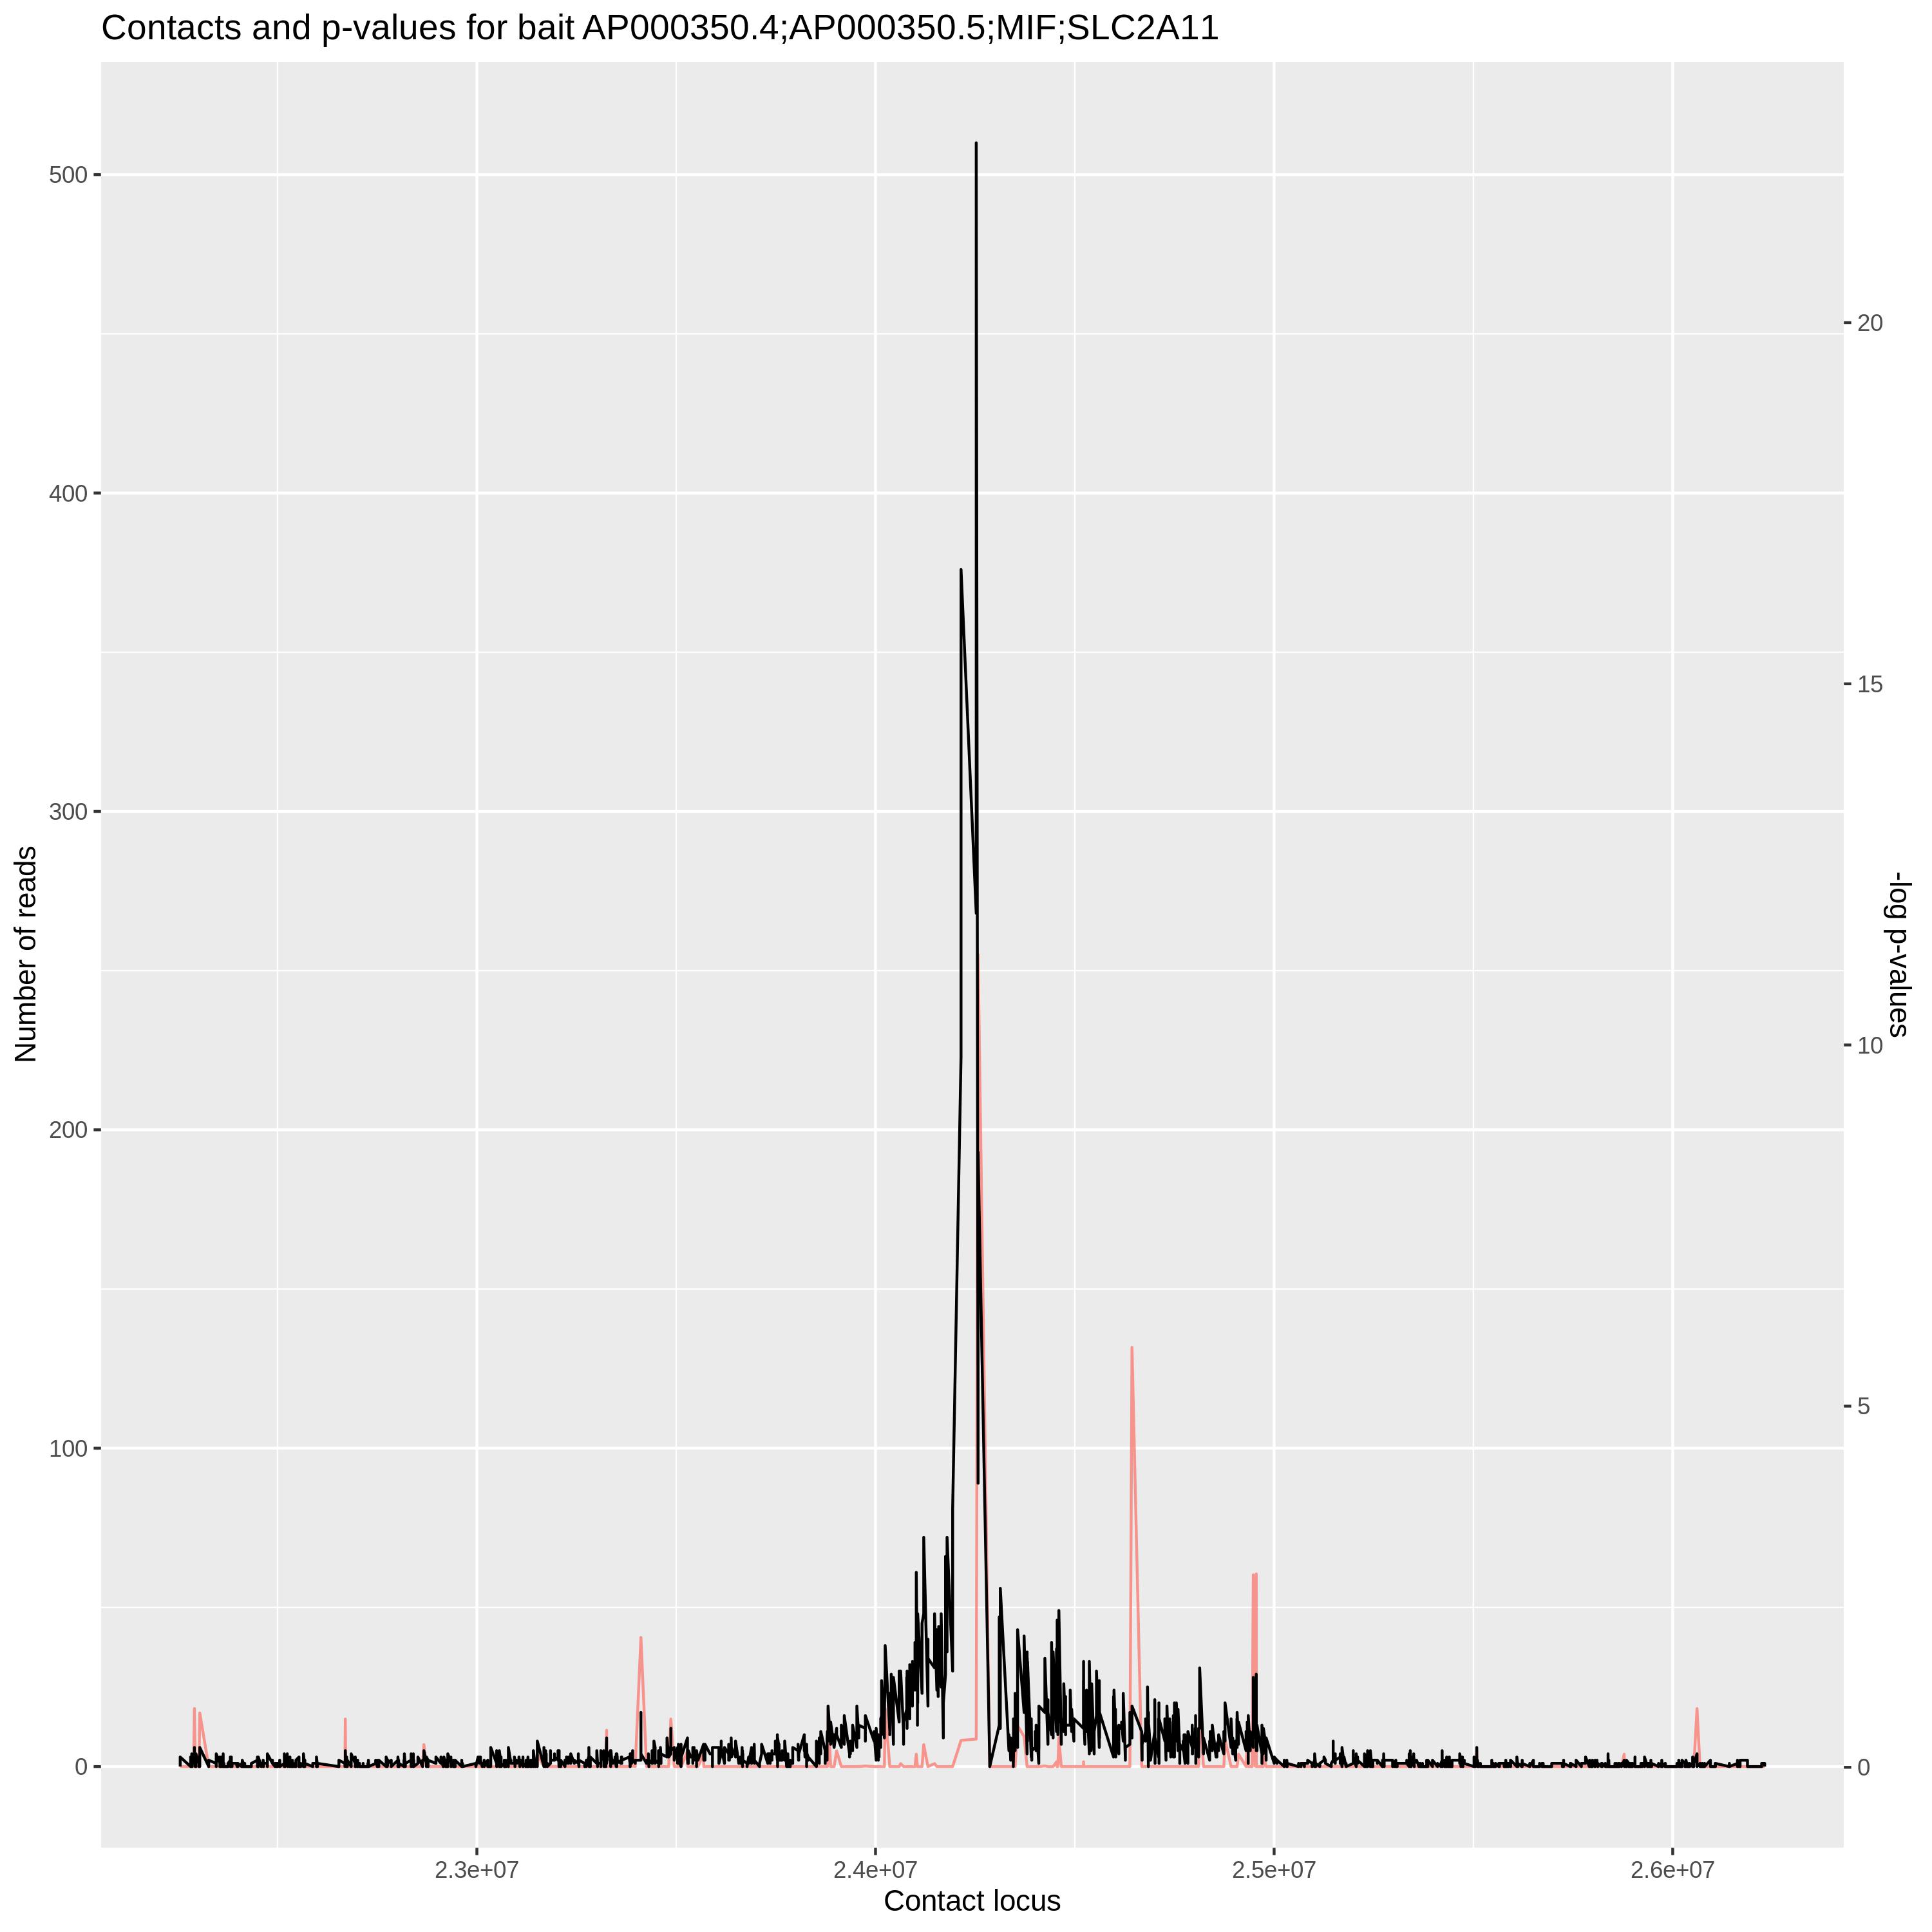 Contacts and p-values for bait AP000350.4;AP000350.5;MIF;SLC2A11
Number of reads
500
400
300
200
100
0
20
15
10
5
0
-log p-values
2.3e+07 2.4e+07 2.5e+07 2.6e+07
Contact locus